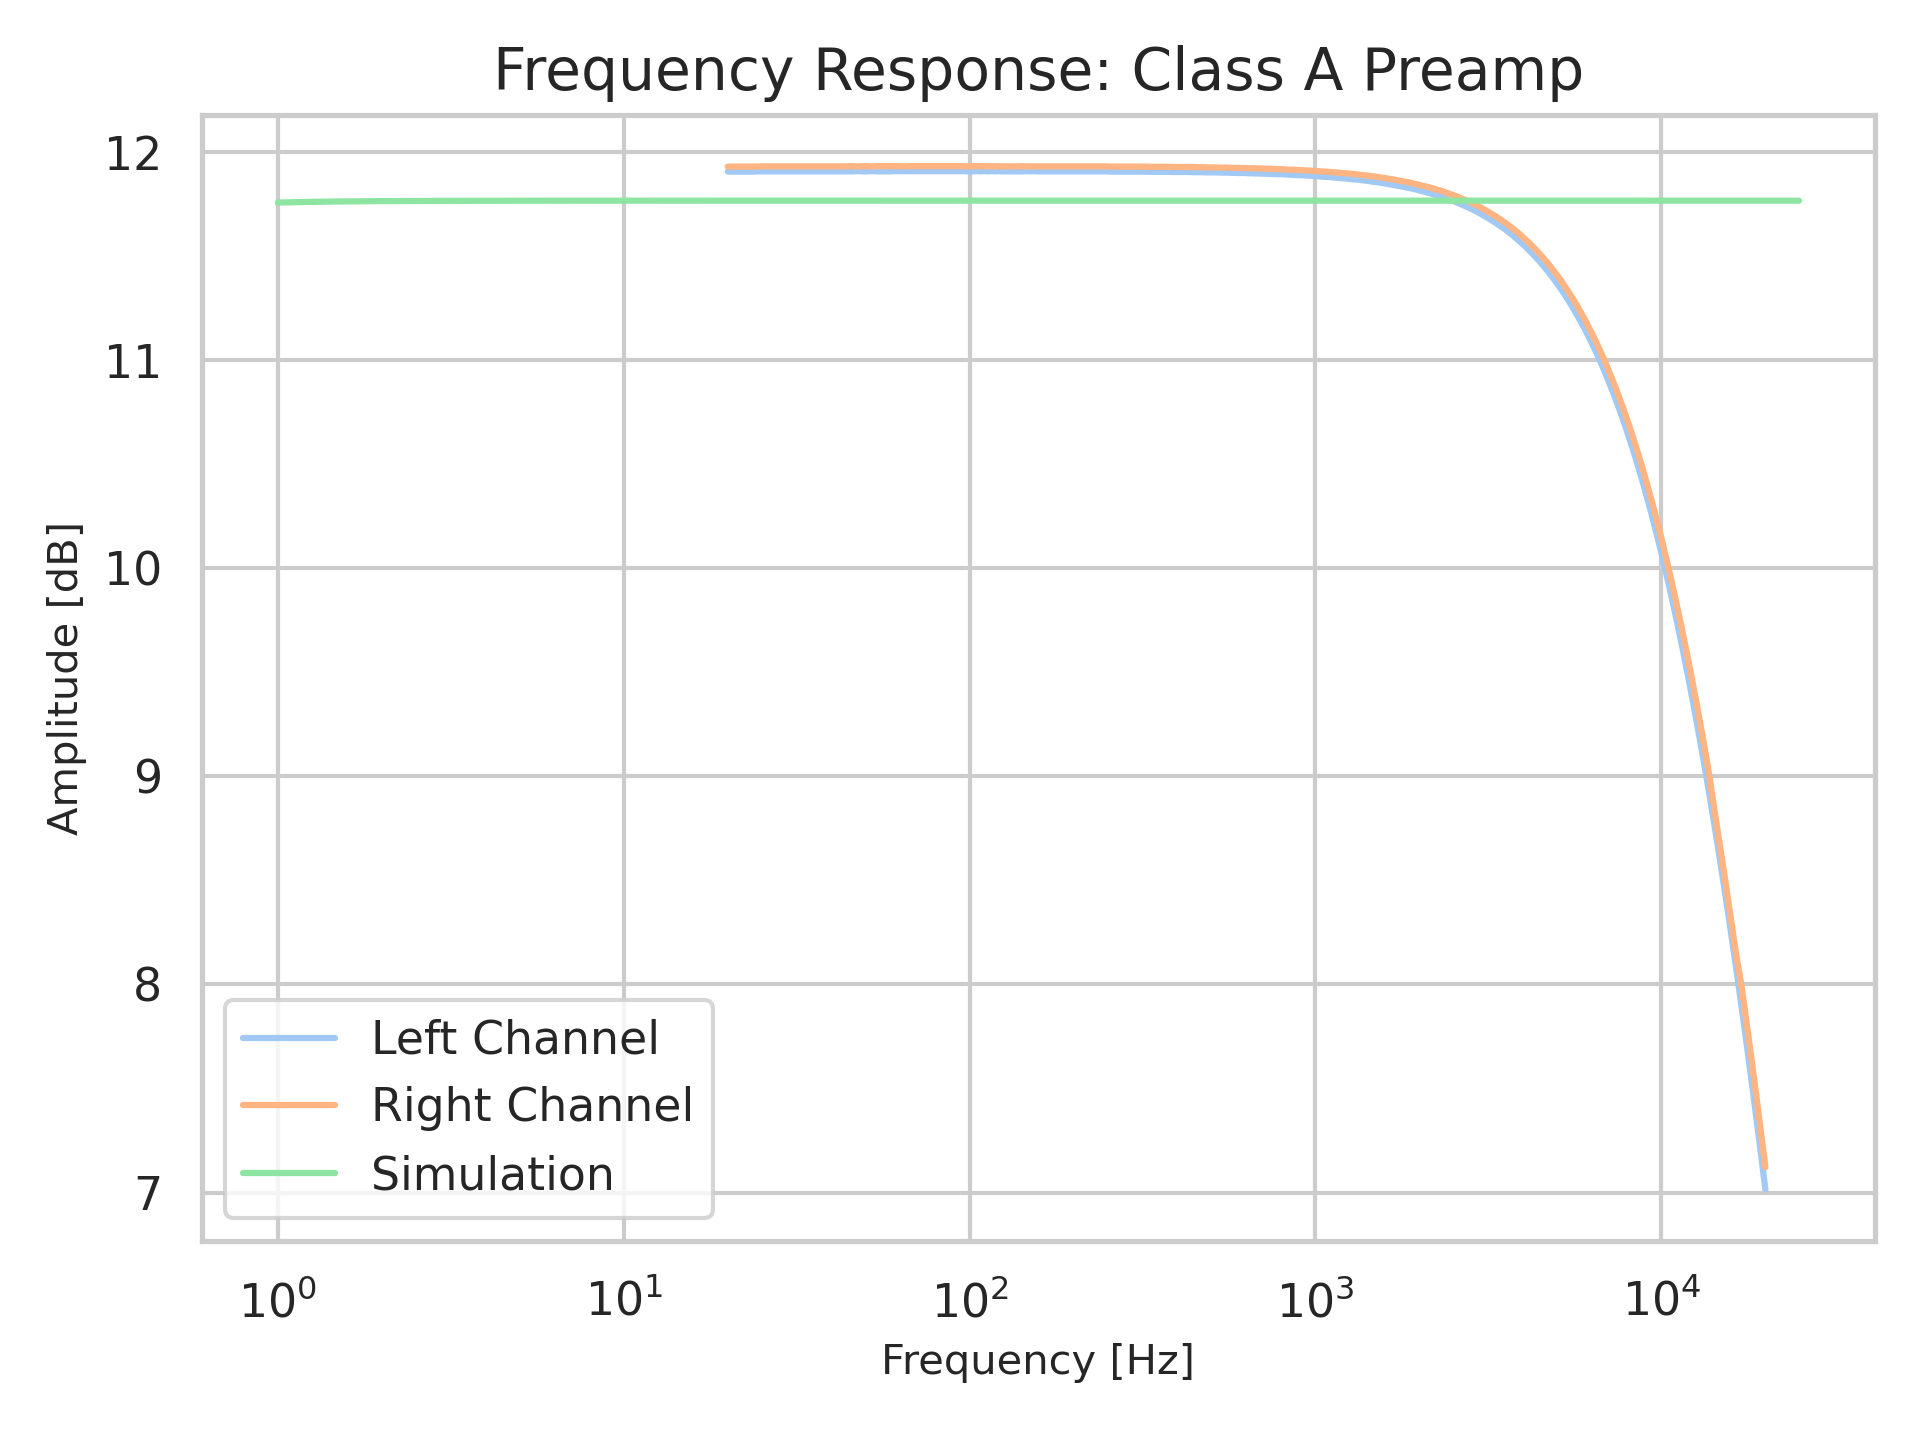 Frequency Response: Class A Preamp
12
11
10
9
8
7
Amplitude [dB]
Left Channel
Right Channel
Simulation
10⁰
10¹
10²
10³
10⁴
Frequency [Hz]